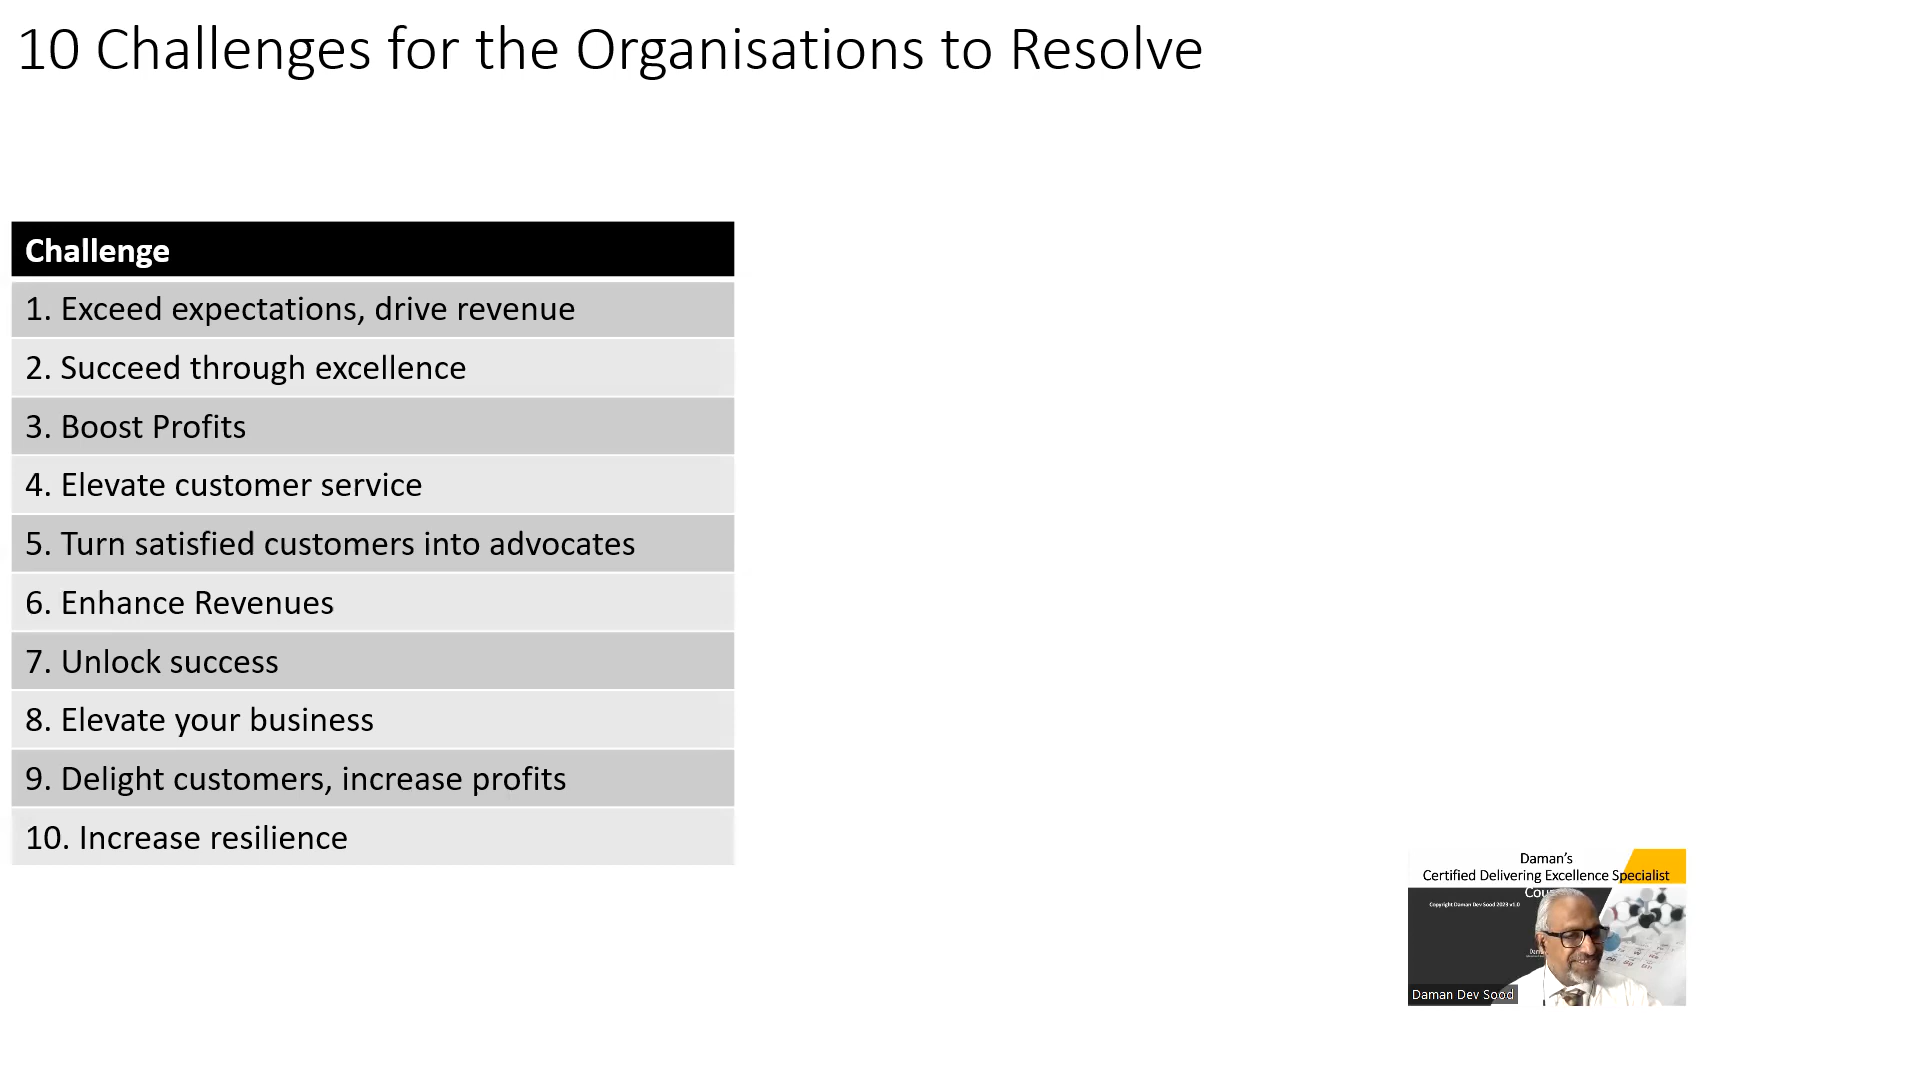 10 Challenges for the Organisations to Resolve
Challenge
1. Exceed expectations, drive revenue
2. Succeed through excellence
3. Boost Profits
4. Elevate customer service
5. Turn satisfied customers into advocates
6. Enhance Revenues
7. Unlock success
8. Elevate your business
9. Delight customers, increase profits
10. Increase resilience
Daman's
Certified Delivering Excellence Specialist
Copyright Daman Dev Sood 2023 v1.0
Daman Dev Sood